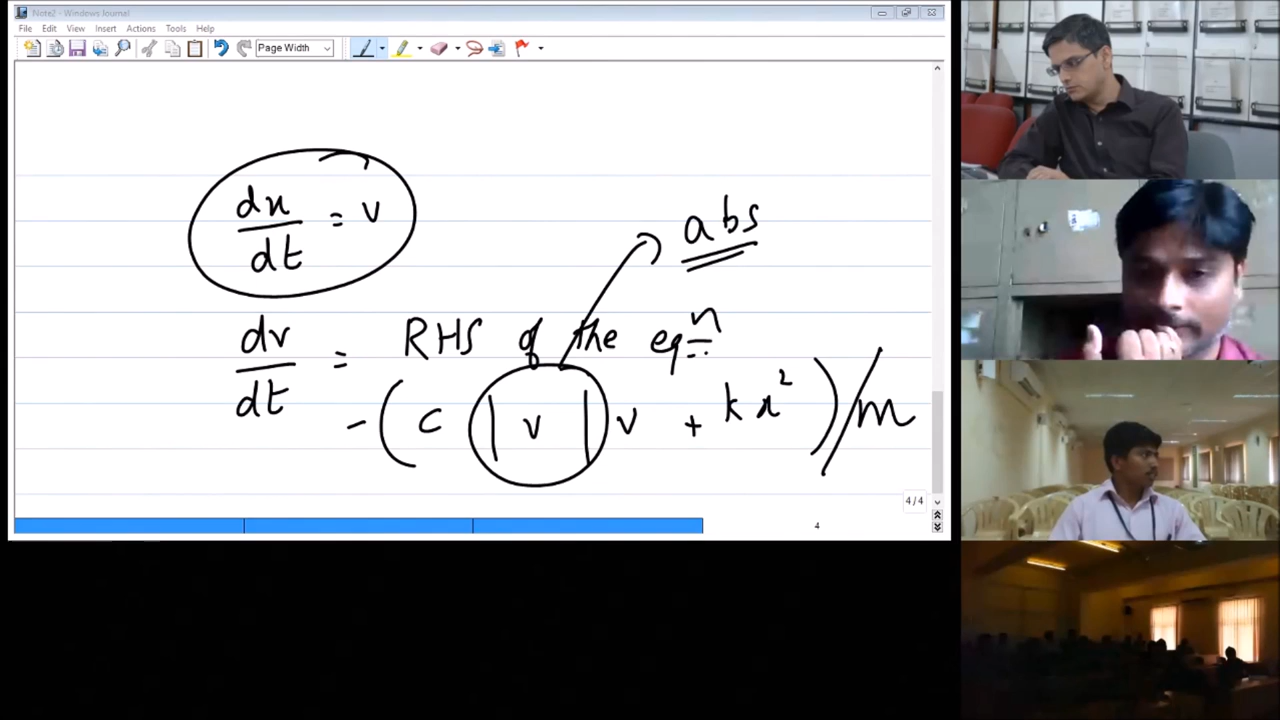 Note2 - Windows Journal
File Edit View Insert Actions Tools Help
Page Width
dx/dt = v
abs
dv/dt = RHS of the eqn
- ( c | v | v + kx² ) / m
4/4
4